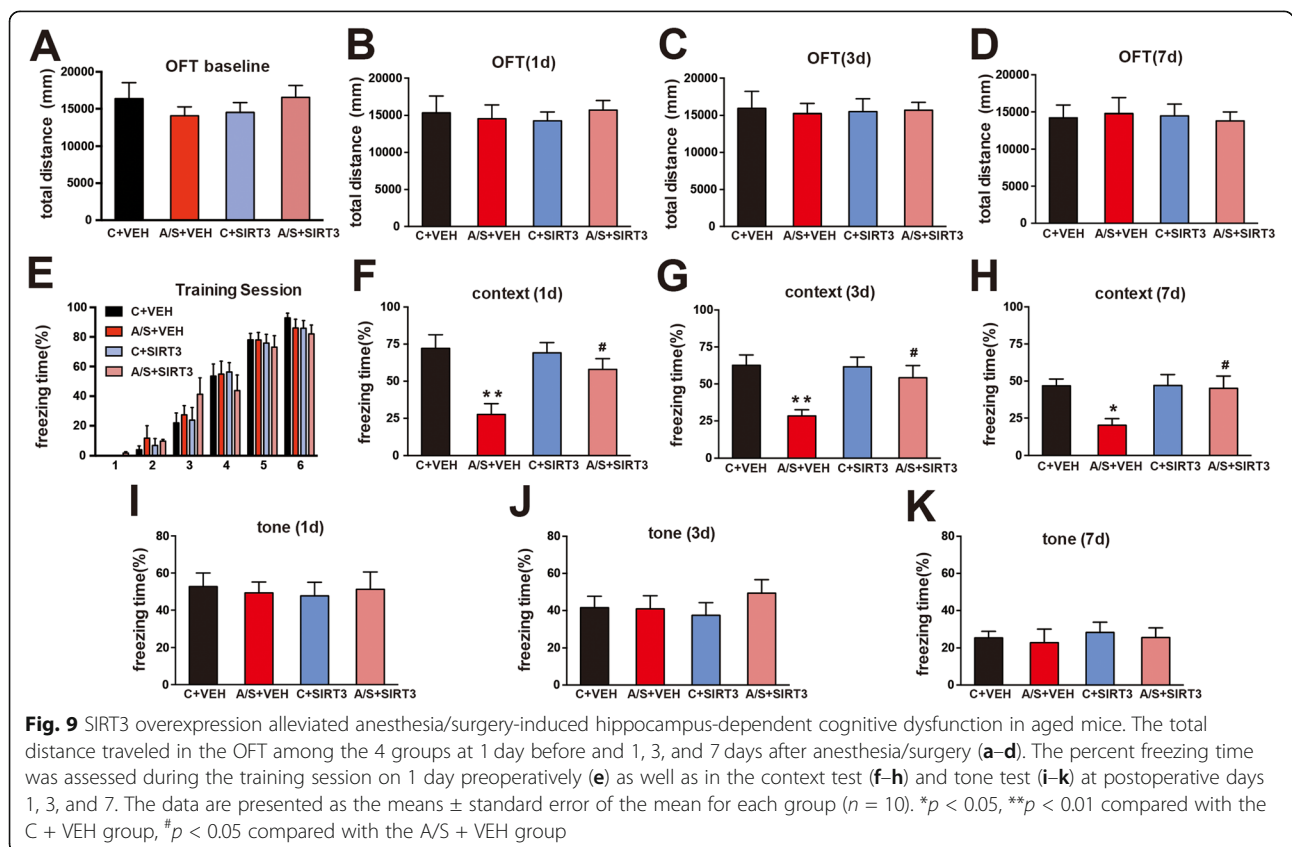 A
OFT baseline
total distance (mm)
20000
15000
10000
5000
0
C+VEH A/S+VEH C+SIRT3 A/S+SIRT3
B
OFT(1d)
total distance (mm)
20000
15000
10000
5000
0
C+VEH A/S+VEH C+SIRT3 A/S+SIRT3
C
OFT(3d)
total distance (mm)
20000
15000
10000
5000
0
C+VEH A/S+VEH C+SIRT3 A/S+SIRT3
D
OFT(7d)
total distance (mm)
20000
15000
10000
5000
0
C+VEH A/S+VEH C+SIRT3 A/S+SIRT3
E
Training Session
freezing time(%)
100
80
60
40
20
0
C+VEH
A/S+VEH
C+SIRT3
A/S+SIRT3
1 2 3 4 5 6
F
context (1d)
freezing time(%)
100
75
50
25
0
**
#
C+VEH A/S+VEH C+SIRT3 A/S+SIRT3
G
context (3d)
freezing time(%)
100
75
50
25
0
**
#
C+VEH A/S+VEH C+SIRT3 A/S+SIRT3
H
context (7d)
freezing time(%)
100
75
50
25
0
*
#
C+VEH A/S+VEH C+SIRT3 A/S+SIRT3
I
tone (1d)
freezing time(%)
80
60
40
20
0
C+VEH A/S+VEH C+SIRT3 A/S+SIRT3
J
tone (3d)
freezing time(%)
80
60
40
20
0
C+VEH A/S+VEH C+SIRT3 A/S+SIRT3
K
tone (7d)
freezing time(%)
80
60
40
20
0
C+VEH A/S+VEH C+SIRT3 A/S+SIRT3
Fig. 9 SIRT3 overexpression alleviated anesthesia/surgery-induced hippocampus-dependent cognitive dysfunction in aged mice. The total
distance traveled in the OFT among the 4 groups at 1 day before and 1, 3, and 7 days after anesthesia/surgery (a–d). The percent freezing time
was assessed during the training session on 1 day preoperatively (e) as well as in the context test (f–h) and tone test (i–k) at postoperative days
1, 3, and 7. The data are presented as the means ± standard error of the mean for each group (n = 10). *p < 0.05, **p < 0.01 compared with the
C + VEH group, #p < 0.05 compared with the A/S + VEH group